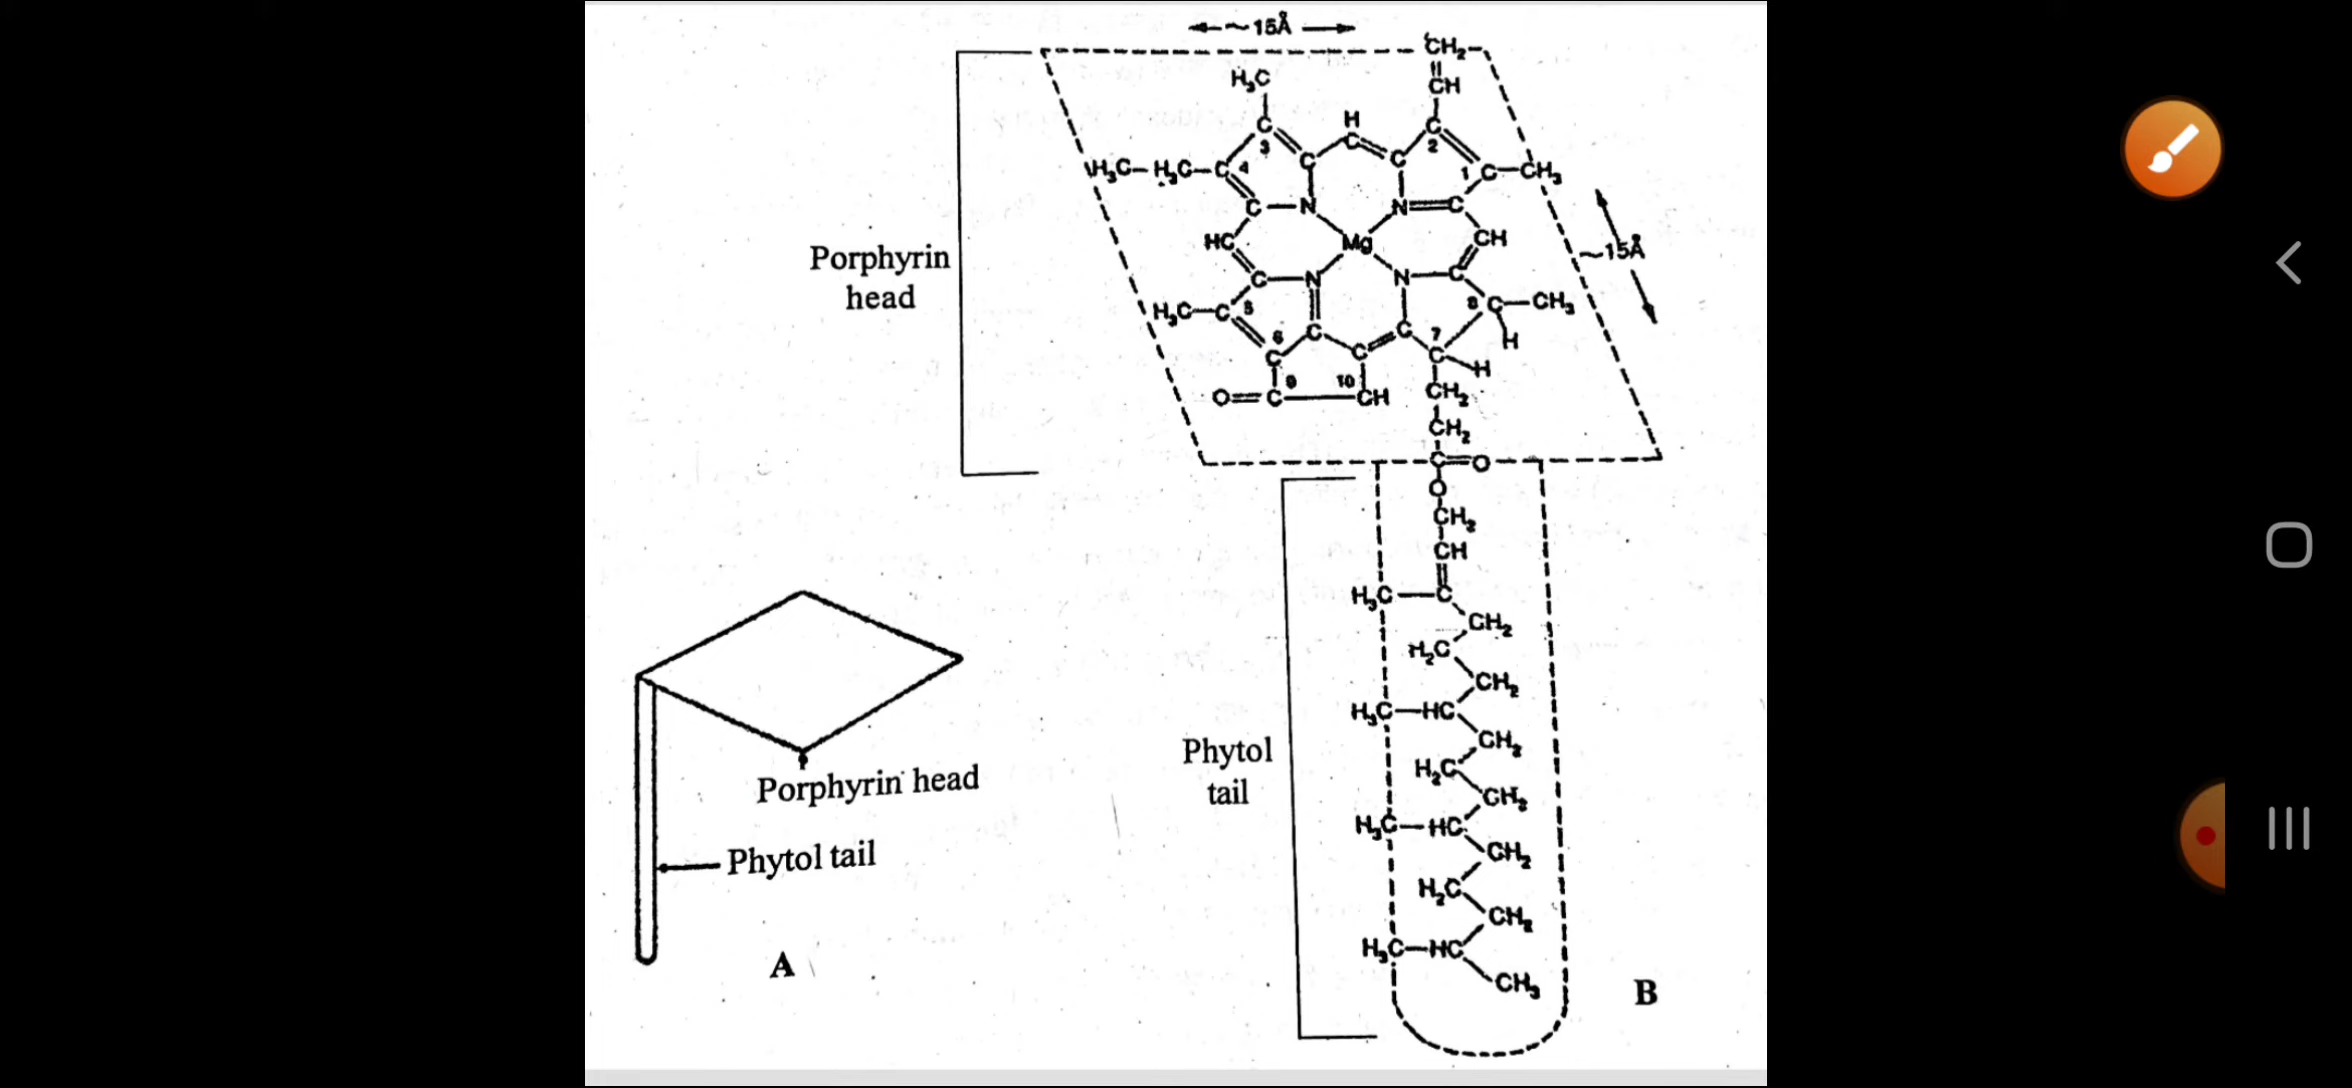 ~15Å
CH₂
CH
H₃C
H
C
C
3
2
C
C
C
H₃C-H₃C-C
4
1
C-CH₃
C-N
N=C
HC
Mg
CH
~15Å
C
N
N
C
H₃C-C
5
8
C-CH₃
H
6
C
C
7
C
C
C-H
9
10
O=C
CH
CH₂
CH₂
C=O
O
CH₂
CH
H₃C-C
CH₂
H₂C
CH₂
H₃C-HC
CH₂
H₂C
CH₂
H₃C-HC
CH₂
H₂C
CH₂
H₃C-HC
CH₃
Porphyrin
head
Phytol
tail
B
Porphyrin head
Phytol tail
A